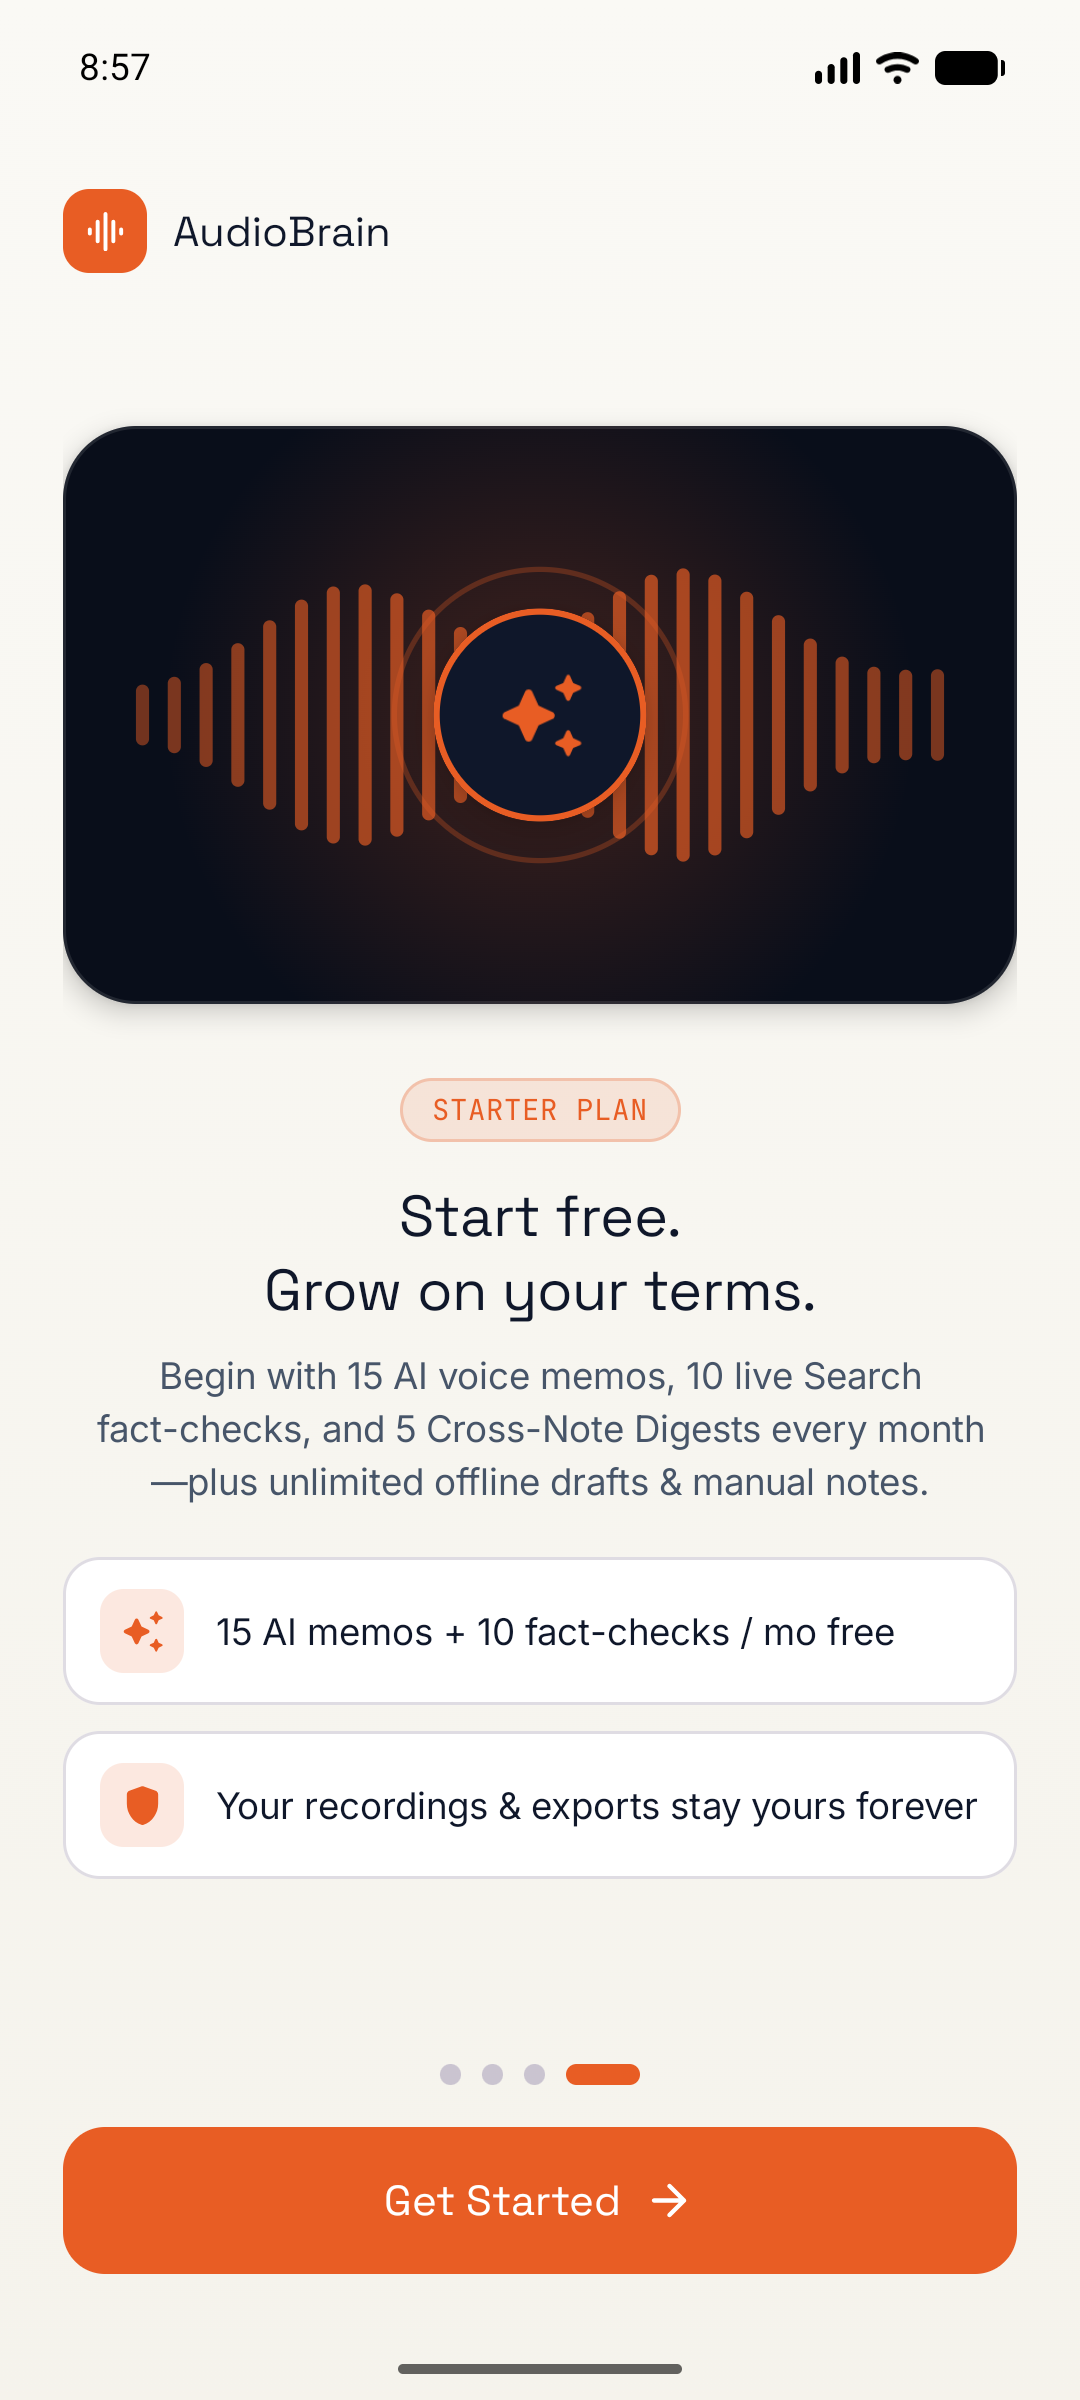 8:57
AudioBrain
STARTER PLAN
Start free.
Grow on your terms.
Begin with 15 AI voice memos, 10 live Search
fact-checks, and 5 Cross-Note Digests every month
—plus unlimited offline drafts & manual notes.
15 AI memos + 10 fact-checks / mo free
Your recordings & exports stay yours forever
Get Started